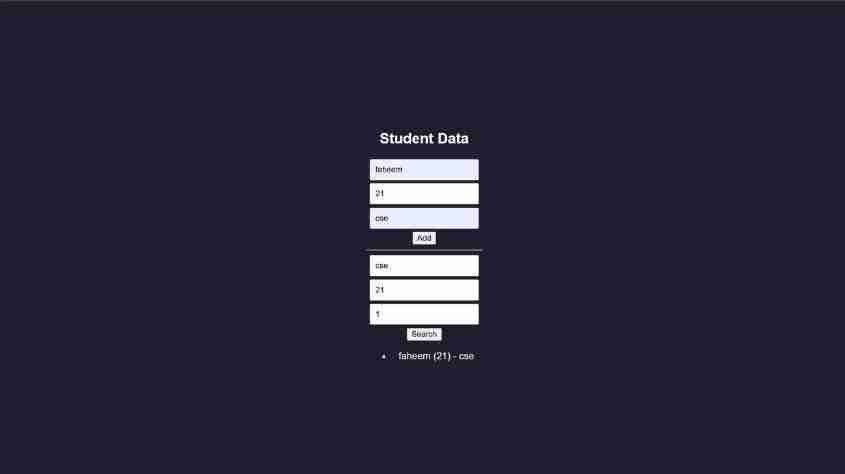 Student Data
faheem
21
cse
Add
cse
21
1
Search
faheem (21) - cse